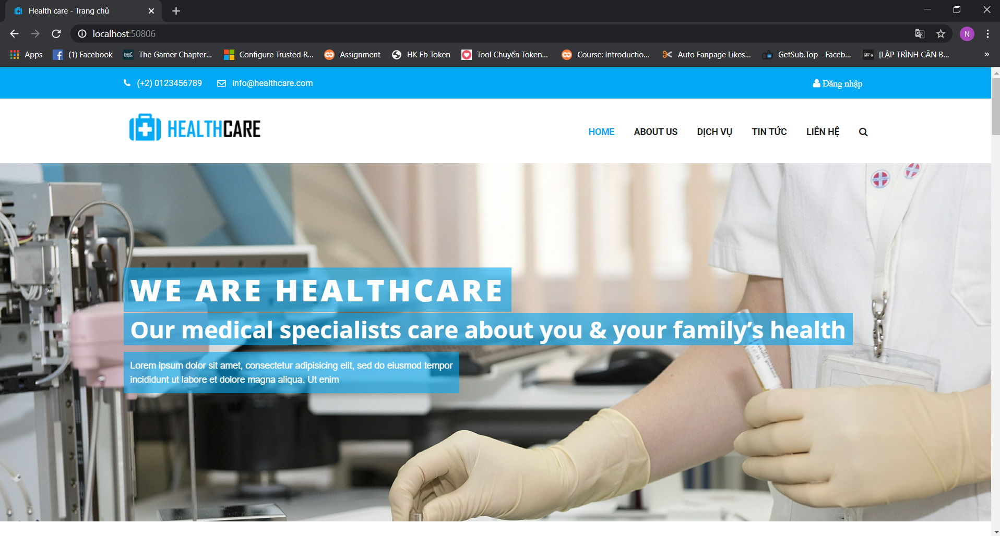 Health care - Trang chủ
localhost:50806
N
Apps
(1) Facebook
The Gamer Chapter...
Configure Trusted R...
Assignment
HK Fb Token
Tool Chuyển Token...
Course: Introductio...
Auto Fanpage Likes...
GetSub.Top - Faceb...
[LẬP TRÌNH CĂN B...
»
(+2) 0123456789
info@healthcare.com
Đăng nhập
HEALTHCARE
HOME
ABOUT US
DỊCH VỤ
TIN TỨC
LIÊN HỆ
WE ARE HEALTHCARE
Our medical specialists care about you & your family’s health
Lorem ipsum dolor sit amet, consectetur adipisicing elit, sed do eiusmod tempor
incididunt ut labore et dolore magna aliqua. Ut enim